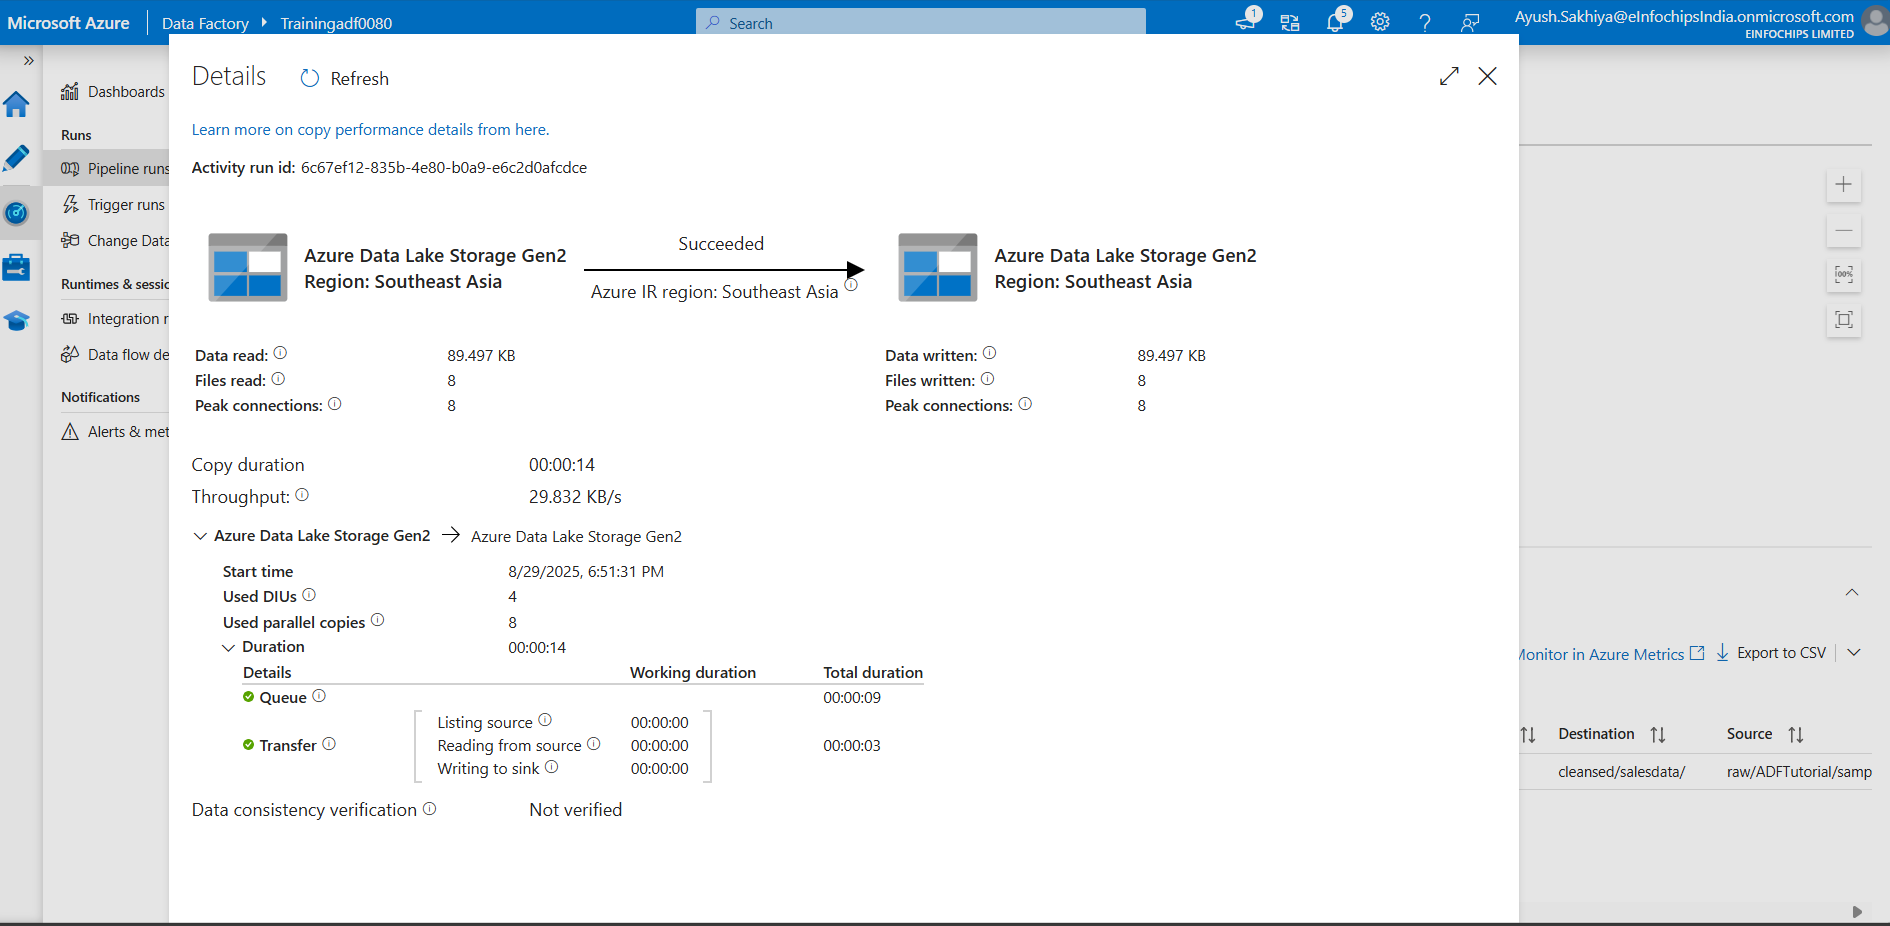 Microsoft Azure
Data Factory
Trainingadf0080
Search
1
5
Ayush.Sakhiya@eInfochipsIndia.onmicrosoft.com
EINFOCHIPS LIMITED
Dashboards
Runs
Pipeline runs
Trigger runs
Change Data
Runtimes & sessio
Integration r
Data flow de
Notifications
Alerts & met
Details
Refresh
Learn more on copy performance details from here.
Activity run id: 6c67ef12-835b-4e80-b0a9-e6c2d0afcdce
Azure Data Lake Storage Gen2
Region: Southeast Asia
Succeeded
Azure IR region: Southeast Asia
Azure Data Lake Storage Gen2
Region: Southeast Asia
Data read: 89.497 KB
Files read: 8
Peak connections: 8
Data written: 89.497 KB
Files written: 8
Peak connections: 8
Copy duration 00:00:14
Throughput: 29.832 KB/s
Azure Data Lake Storage Gen2 → Azure Data Lake Storage Gen2
Start time 8/29/2025, 6:51:31 PM
Used DIUs 4
Used parallel copies 8
Duration 00:00:14
Details Working duration Total duration
Queue 00:00:09
Listing source 00:00:00
Transfer Reading from source 00:00:00 00:00:03
Writing to sink 00:00:00
Data consistency verification Not verified
100%
Monitor in Azure Metrics
Export to CSV
Destination Source
cleansed/salesdata/ raw/ADFTutorial/samp